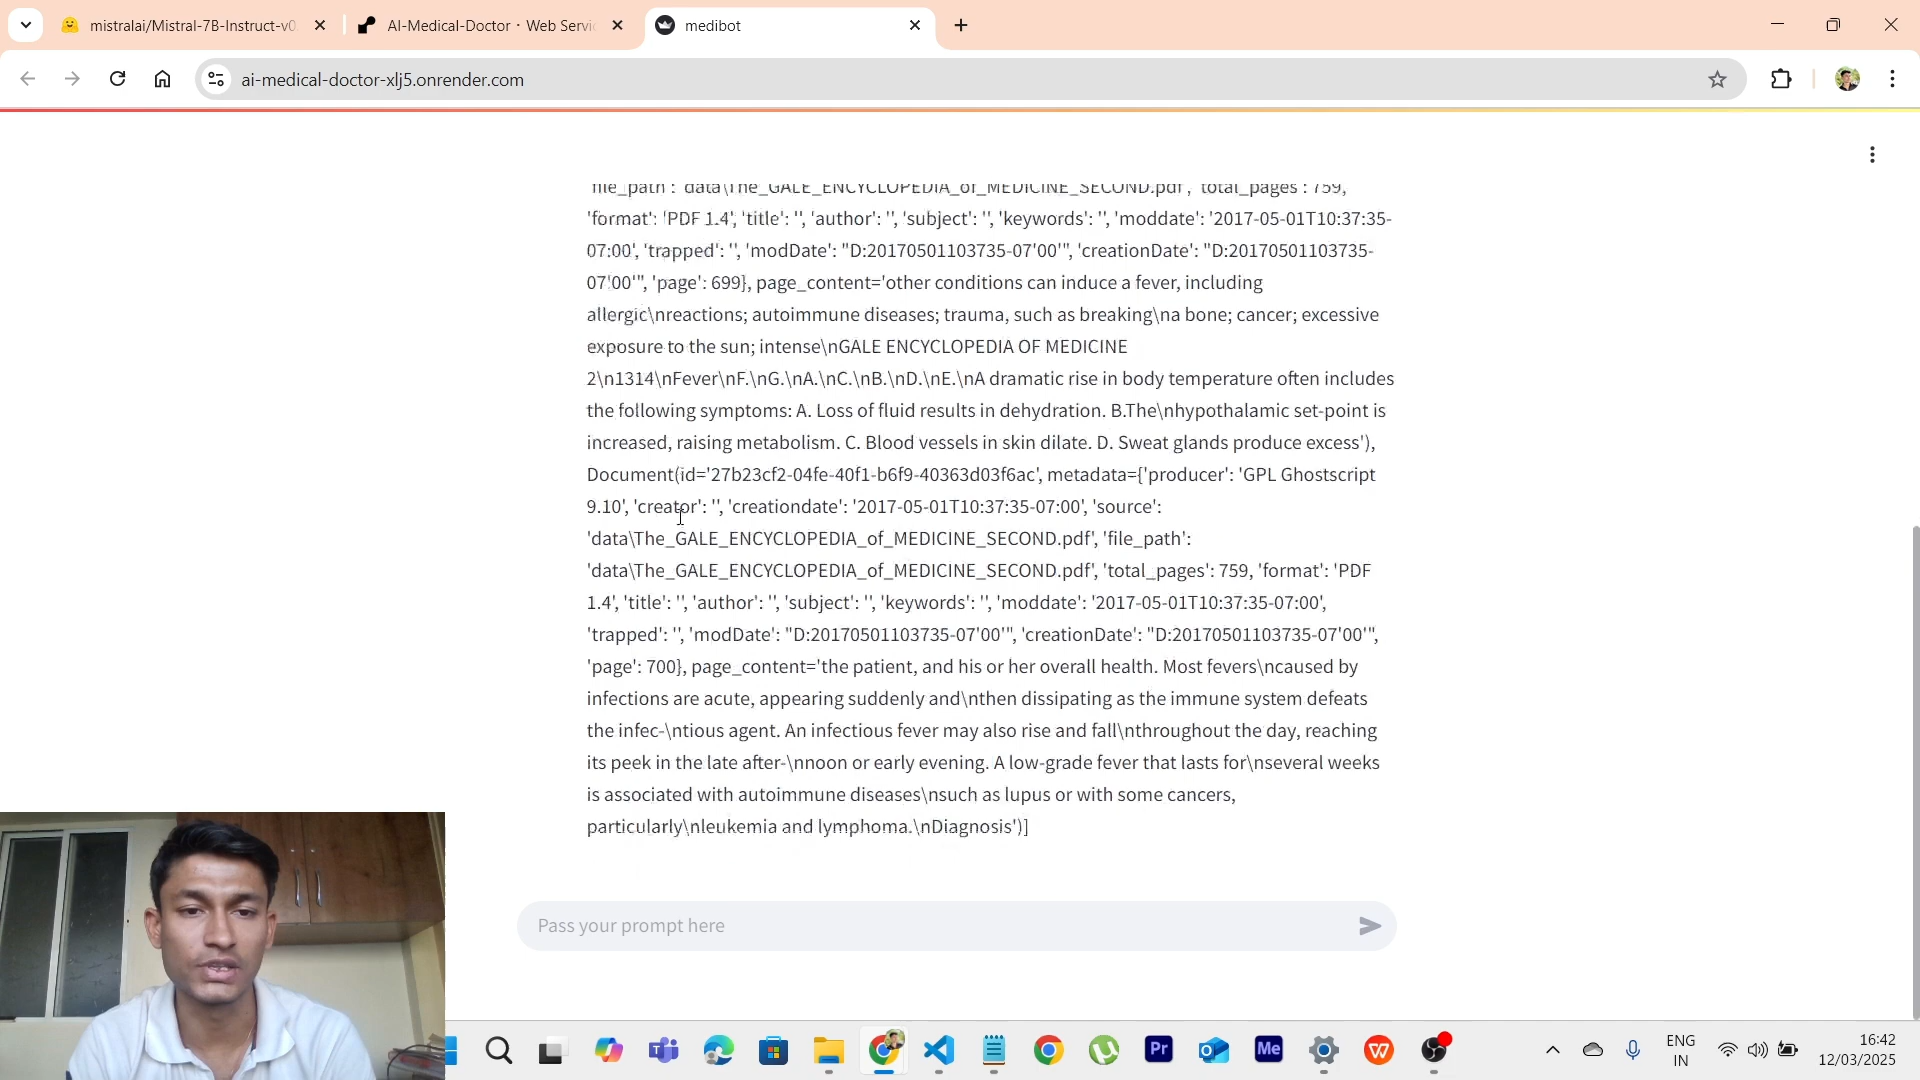 mistralai/Mistral-7B-Instruct-v0.
AI-Medical-Doctor · Web Servic
medibot
ai-medical-doctor-xlj5.onrender.com
'file_path': 'data\The_GALE_ENCYCLOPEDIA_of_MEDICINE_SECOND.pdf', 'total_pages': 759,
'format': 'PDF 1.4', 'title': '', 'author': '', 'subject': '', 'keywords': '', 'moddate': '2017-05-01T10:37:35-
07:00', 'trapped': '', 'modDate': "D:20170501103735-07'00'", 'creationDate': "D:20170501103735-
07'00'", 'page': 699}, page_content='other conditions can induce a fever, including
allergic\nreactions; autoimmune diseases; trauma, such as breaking\na bone; cancer; excessive
exposure to the sun; intense\nGALE ENCYCLOPEDIA OF MEDICINE
2\n1314\nFever\nF.\nG.\nA.\nC.\nB.\nD.\nE.\nA dramatic rise in body temperature often includes
the following symptoms: A. Loss of fluid results in dehydration. B.The\nhypothalamic set-point is
increased, raising metabolism. C. Blood vessels in skin dilate. D. Sweat glands produce excess'),
Document(id='27b23cf2-04fe-40f1-b6f9-40363d03f6ac', metadata={'producer': 'GPL Ghostscript
9.10', 'creator': '', 'creationdate': '2017-05-01T10:37:35-07:00', 'source':
'data\The_GALE_ENCYCLOPEDIA_of_MEDICINE_SECOND.pdf', 'file_path':
'data\The_GALE_ENCYCLOPEDIA_of_MEDICINE_SECOND.pdf', 'total_pages': 759, 'format': 'PDF
1.4', 'title': '', 'author': '', 'subject': '', 'keywords': '', 'moddate': '2017-05-01T10:37:35-07:00',
'trapped': '', 'modDate': "D:20170501103735-07'00'", 'creationDate': "D:20170501103735-07'00'",
'page': 700}, page_content='the patient, and his or her overall health. Most fevers\ncaused by
infections are acute, appearing suddenly and\nthen dissipating as the immune system defeats
the infec-\ntious agent. An infectious fever may also rise and fall\nthroughout the day, reaching
its peek in the late after-\nnoon or early evening. A low-grade fever that lasts for\nseveral weeks
is associated with autoimmune diseases\nsuch as lupus or with some cancers,
particularly\nleukemia and lymphoma.\nDiagnosis')]
Pass your prompt here
Pr
Me
ENG
IN
16:42
12/03/2025